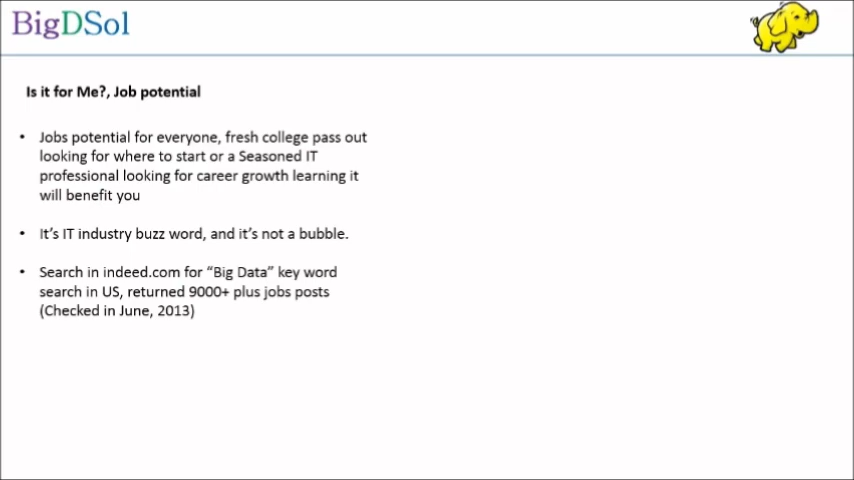 BigDSol
Is it for Me?, Job potential
• Jobs potential for everyone, fresh college pass out
looking for where to start or a Seasoned IT
professional looking for career growth learning it
will benefit you
• It's IT industry buzz word, and it's not a bubble.
• Search in indeed.com for “Big Data” key word
search in US, returned 9000+ plus jobs posts
(Checked in June, 2013)